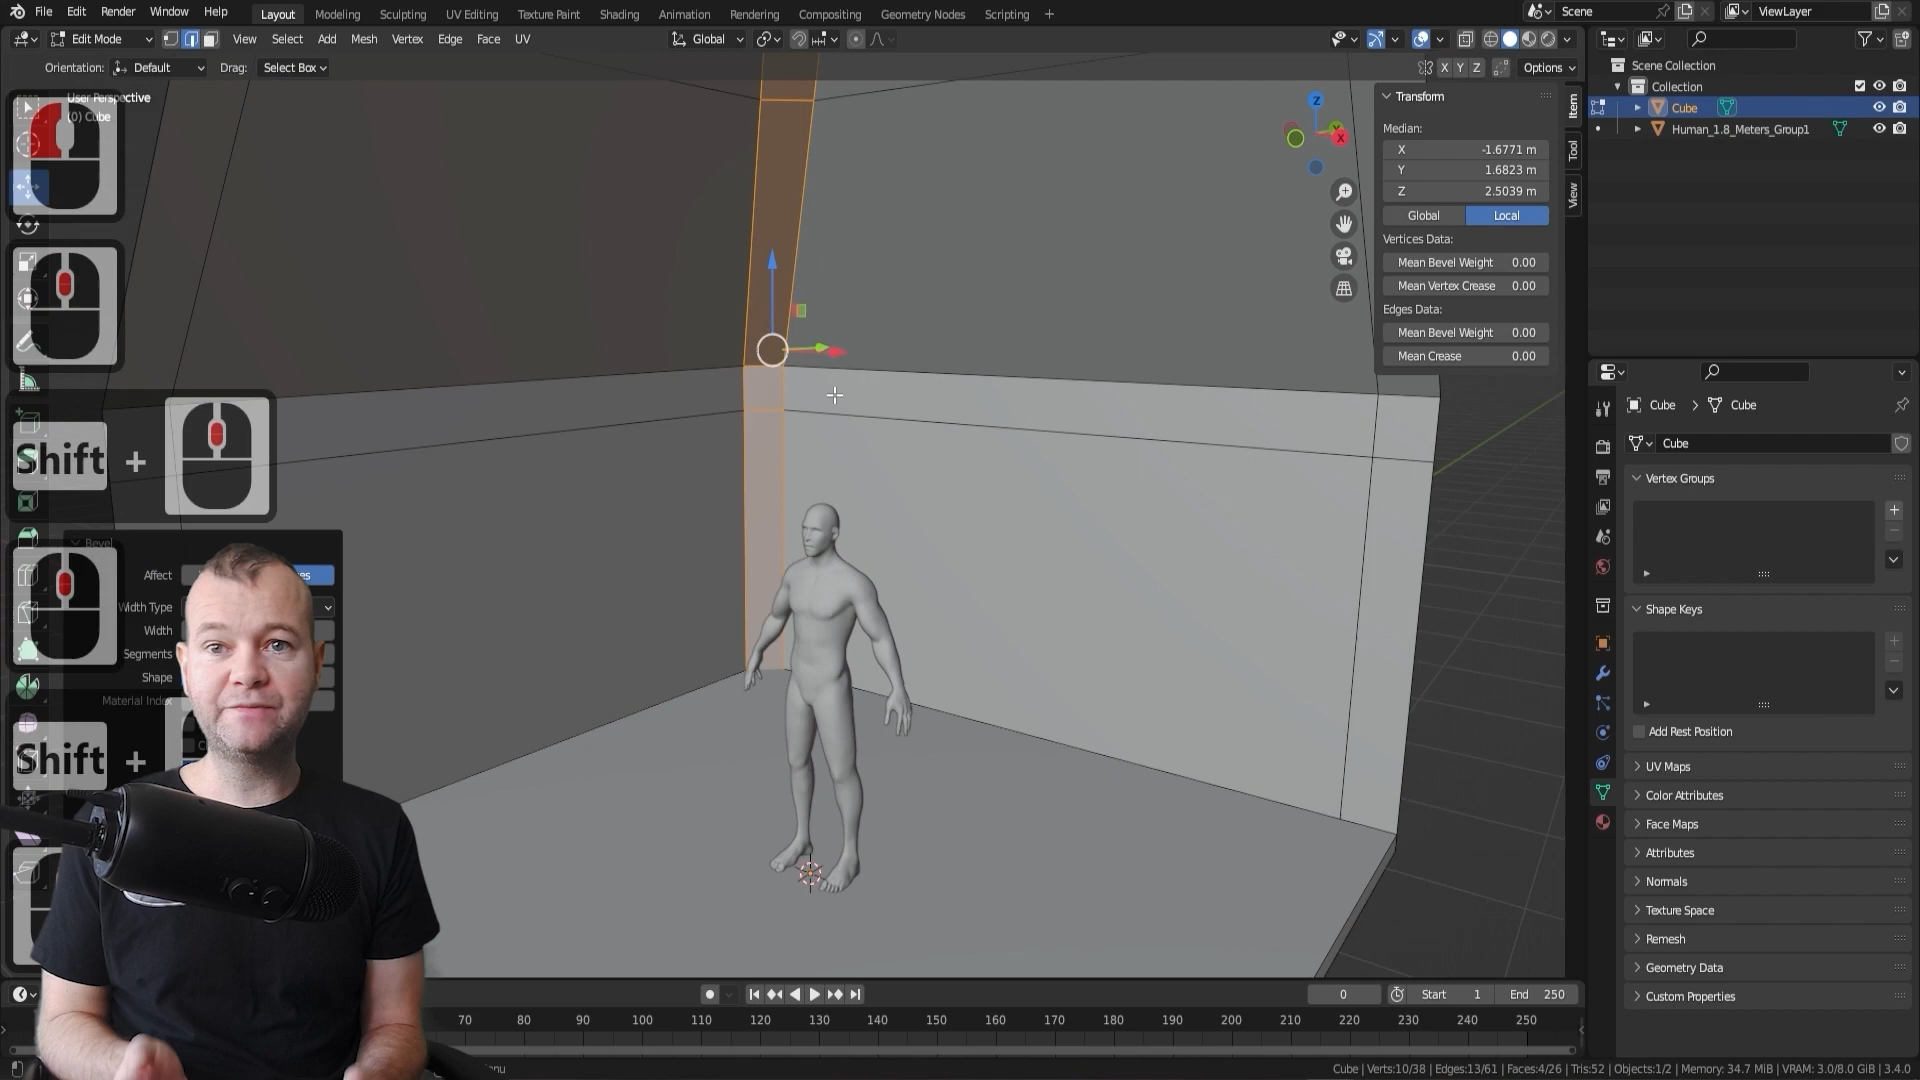 File Edit Render Window Help Layout Modeling Sculpting UV Editing Texture Paint Shading Animation Rendering Compositing Geometry Nodes Scripting + Scene ViewLayer
Edit Mode View Select Add Mesh Vertex Edge Face UV Global
Orientation: Default Drag: Select Box X Y Z Options
User Perspective
(0) Cube
Z
X
Transform
Median:
X -1.6771 m
Y 1.6823 m
Z 2.5039 m
Global Local
Vertices Data:
Mean Bevel Weight 0.00
Mean Vertex Crease 0.00
Edges Data:
Mean Bevel Weight 0.00
Mean Crease 0.00
Item
Tool
View
Scene Collection
Collection
Cube
Human_1.8_Meters_Group1
Cube > Cube
Cube
Vertex Groups
Shape Keys
Add Rest Position
UV Maps
Color Attributes
Face Maps
Attributes
Normals
Texture Space
Remesh
Geometry Data
Custom Properties
Shift +
Bevel
Affect
Width Type
Width
Segments
Shape
Material Index
Shift +
0 Start 1 End 250
70 80 90 100 110 120 130 140 150 160 170 180 190 200 210 220 230 240 250
Cube | Verts:10/38 | Edges:13/61 | Faces:4/26 | Tris:52 | Objects:1/2 | Memory: 34.7 MiB | VRAM: 3.0/8.0 GiB | 3.4.0